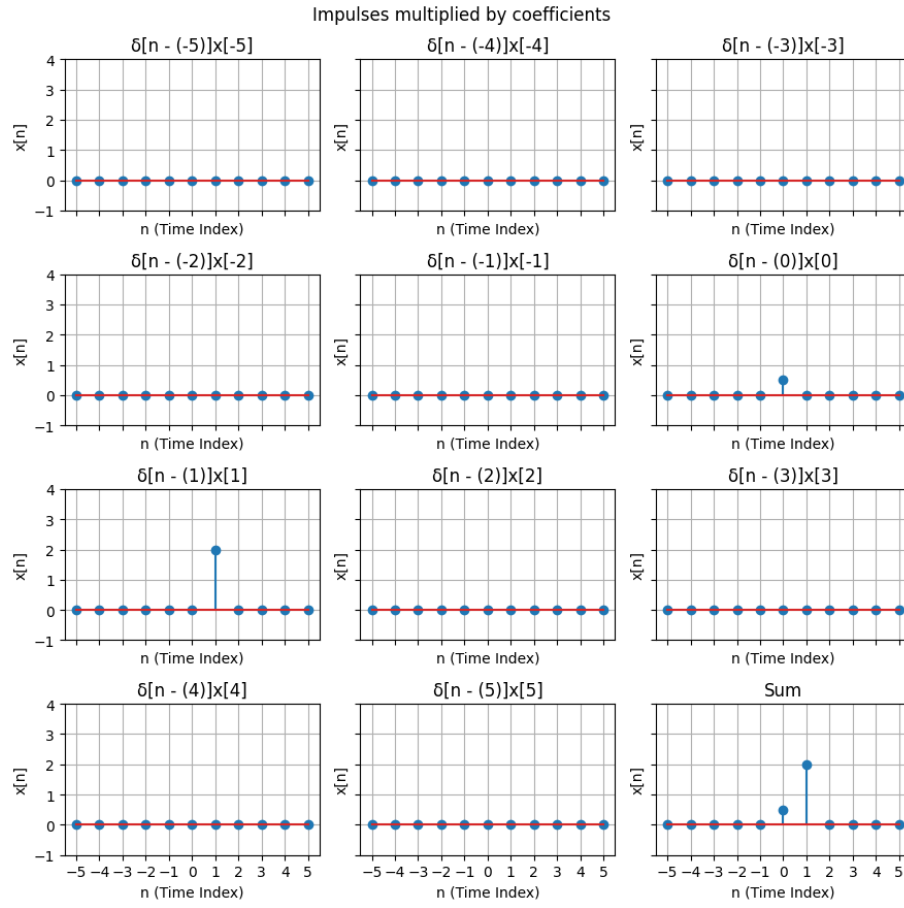 Impulses multiplied by coefficients
δ[n - (-5)]x[-5]
δ[n - (-4)]x[-4]
δ[n - (-3)]x[-3]
4
3
2
1
0
−1
x[n]
x[n]
x[n]
n (Time Index)
n (Time Index)
n (Time Index)
δ[n - (-2)]x[-2]
δ[n - (-1)]x[-1]
δ[n - (0)]x[0]
4
3
2
1
0
−1
x[n]
x[n]
x[n]
n (Time Index)
n (Time Index)
n (Time Index)
δ[n - (1)]x[1]
δ[n - (2)]x[2]
δ[n - (3)]x[3]
4
3
2
1
0
−1
x[n]
x[n]
x[n]
n (Time Index)
n (Time Index)
n (Time Index)
δ[n - (4)]x[4]
δ[n - (5)]x[5]
Sum
4
3
2
1
0
−1
x[n]
x[n]
x[n]
−5 −4 −3 −2 −1 0 1 2 3 4 5
−5 −4 −3 −2 −1 0 1 2 3 4 5
−5 −4 −3 −2 −1 0 1 2 3 4 5
n (Time Index)
n (Time Index)
n (Time Index)